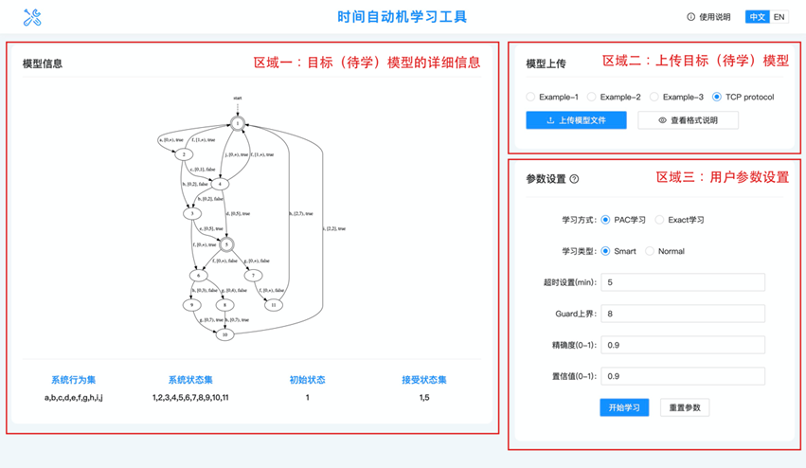 时间自动机学习工具
使用说明
中文 EN
模型信息
区域一：目标（待学）模型的详细信息
start
1
a, [0,∞), true
f, [1,∞), true
j, [0,∞), true
f, [1,∞), true
2
c, [0,1), false
4
b, [0,2], false
b, [0,2], false
3
d, [0,5], true
h, [2,7), true
i, [2,2], true
e, [0,5], true
f, [0,∞), true
5
f, [0,∞), false
g, [0,∞), false
6
7
f, [0,∞), false
9
8
11
g, [0,7), true
h, [0,7), true
10
系统行为集
系统状态集
初始状态
接受状态集
a,b,c,d,e,f,g,h,i,j
1,2,3,4,5,6,7,8,9,10,11
1
1,5
模型上传
区域二：上传目标（待学）模型
Example-1 Example-2 Example-3 TCP protocol
上传模型文件
查看格式说明
参数设置
区域三：用户参数设置
学习方式: PAC学习 Exact学习
学习类型: Smart Normal
超时设置(min): 5
Guard上界: 8
精确度(0-1): 0.9
置信值(0-1): 0.9
开始学习
重置参数